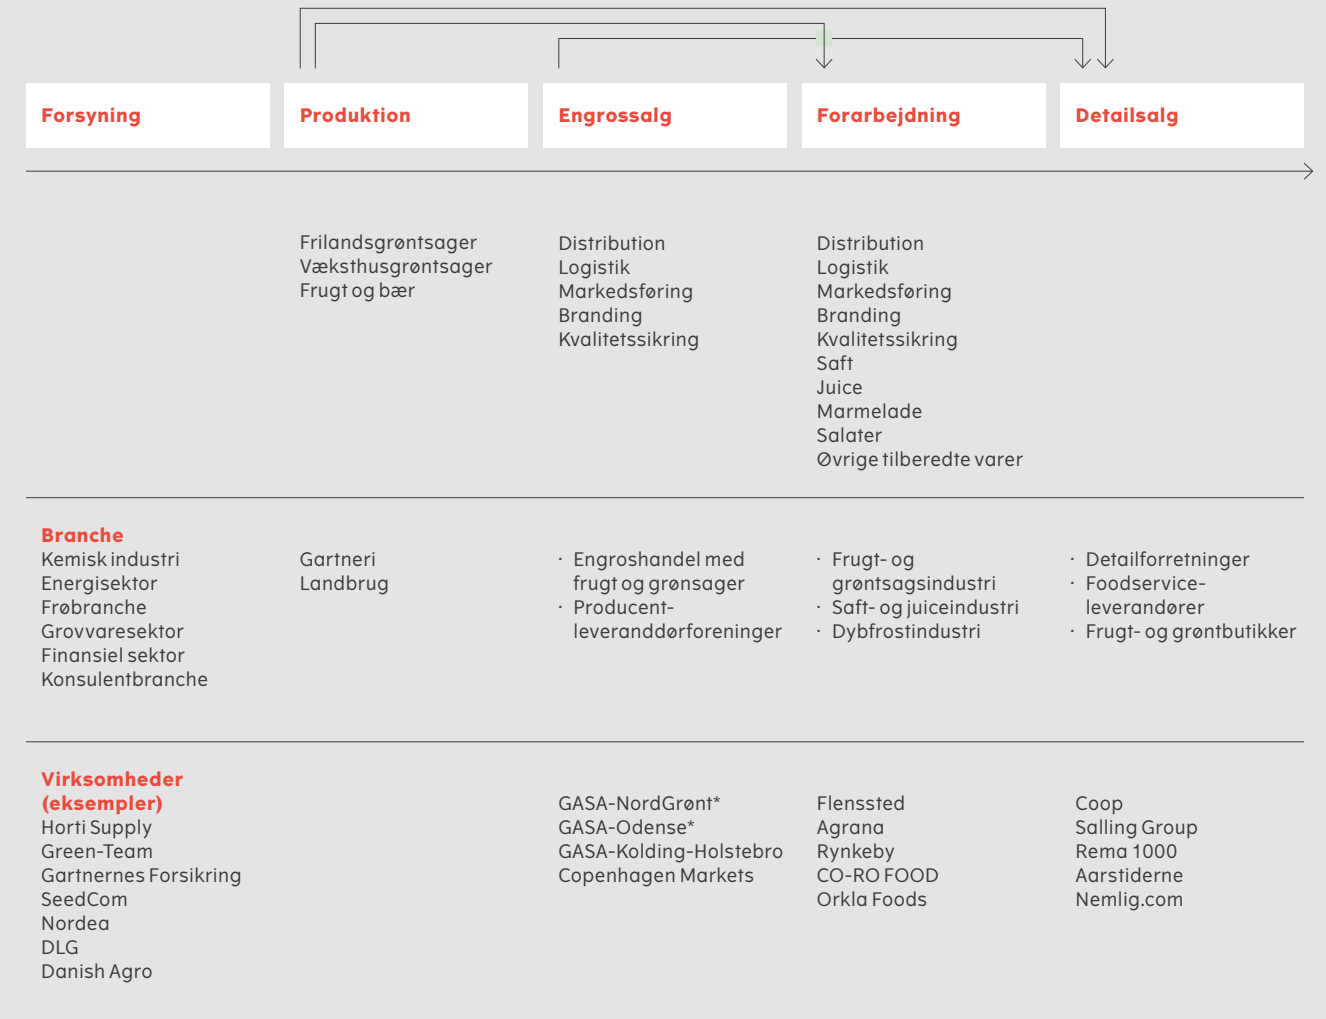 Forsyning
Produktion
Engrossalg
Forarbejdning
Detailsalg
Frilandsgrøntsager
Væksthusgrøntsager
Frugt og bær
Distribution
Logistik
Markedsføring
Branding
Kvalitetssikring
Distribution
Logistik
Markedsføring
Branding
Kvalitetssikring
Saft
Juice
Marmelade
Salater
Øvrige tilberedte varer
Branche
Kemisk industri
Energisektor
Frøbranche
Grovvaresektor
Finansiel sektor
Konsulentbranche
Gartneri
Landbrug
· Engroshandel med
frugt og grønsager
· Producent-
leveranddørforeninger
· Frugt- og
grøntsagsindustri
· Saft- og juiceindustri
· Dybfrostindustri
· Detailforretninger
· Foodservice-
leverandører
· Frugt- og grøntbutikker
Virksomheder
(eksempler)
Horti Supply
Green-Team
Gartnernes Forsikring
SeedCom
Nordea
DLG
Danish Agro
GASA-NordGrønt*
GASA-Odense*
GASA-Kolding-Holstebro
Copenhagen Markets
Flenssted
Agrana
Rynkeby
CO-RO FOOD
Orkla Foods
Coop
Salling Group
Rema 1000
Aarstiderne
Nemlig.com